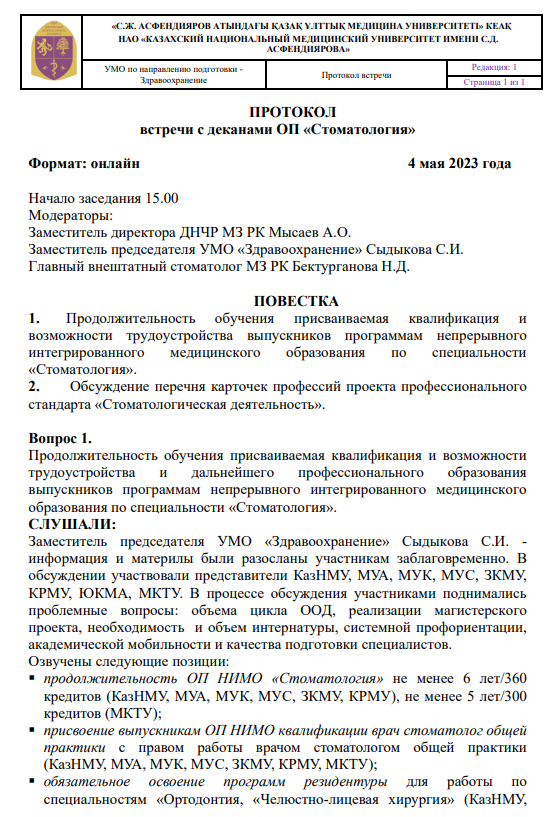 «С.Ж. АСФЕНДИЯРОВ АТЫНДАҒЫ ҚАЗАҚ ҰЛТТЫҚ МЕДИЦИНА УНИВЕРСИТЕТІ» КЕАҚ
НАО «КАЗАХСКИЙ НАЦИОНАЛЬНЫЙ МЕДИЦИНСКИЙ УНИВЕРСИТЕТ ИМЕНИ С.Д.
АСФЕНДИЯРОВА»
УМО по направлению подготовки -
Здравоохранение
Протокол встречи
Редакция: 1
Страница 1 из 1
ПРОТОКОЛ
встречи с деканами ОП «Стоматология»
Формат: онлайн 4 мая 2023 года
Начало заседания 15.00
Модераторы:
Заместитель директора ДНЧР МЗ РК Мысаев А.О.
Заместитель председателя УМО «Здравоохранение» Сыдыкова С.И.
Главный внештатный стоматолог МЗ РК Бектурганова Н.Д.
ПОВЕСТКА
1. Продолжительность обучения присваиваемая квалификация и
возможности трудоустройства выпускников программам непрерывного
интегрированного медицинского образования по специальности
«Стоматология».
2. Обсуждение перечня карточек профессий проекта профессионального
стандарта «Стоматологическая деятельность».
Вопрос 1.
Продолжительность обучения присваиваемая квалификация и возможности
трудоустройства и дальнейшего профессионального образования
выпускников программам непрерывного интегрированного медицинского
образования по специальности «Стоматология».
СЛУШАЛИ:
Заместитель председателя УМО «Здравоохранение» Сыдыкова С.И. -
информация и материлы были разосланы участникам заблаговременно. В
обсуждении участвовали представители КазНМУ, МУА, МУК, МУС, ЗКМУ,
КРМУ, ЮКМА, МКТУ. В процессе обсуждения участниками поднимались
проблемные вопросы: объема цикла ООД, реализации магистерского
проекта, необходимость и объем интернатуры, системной профориентации,
академической мобильности и качества подготовки специалистов.
Озвучены следующие позиции:
▪ продолжительность ОП НИМО «Стоматология» не менее 6 лет/360
кредитов (КазНМУ, МУА, МУК, МУС, ЗКМУ, КРМУ), не менее 5 лет/300
кредитов (МКТУ);
▪ присвоение выпускникам ОП НИМО квалификации врач стоматолог общей
практики с правом работы врачом стоматологом общей практики
(КазНМУ, МУА, МУК, МУС, ЗКМУ, КРМУ, МКТУ);
▪ обязательное освоение программ резидентуры для работы по
специальностям «Ортодонтия, «Челюстно-лицевая хирургия» (КазНМУ,